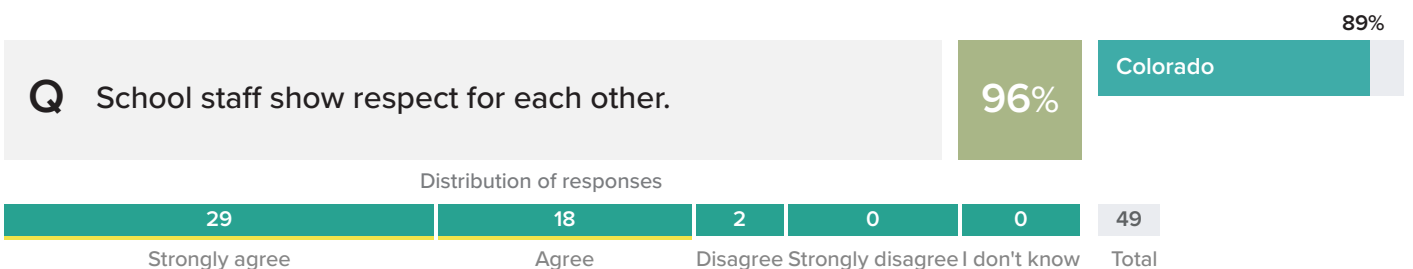 89%
Q School staff show respect for each other.
96%
Colorado
Distribution of responses
29 18 2 0 0 49
Strongly agree Agree Disagree Strongly disagree I don't know Total